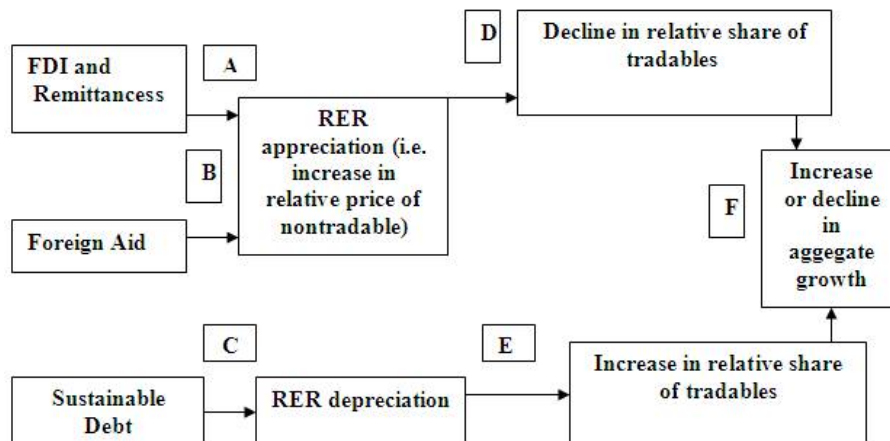 FDI and
Remittancess
A
B
Foreign Aid
RER
appreciation (i.e.
increase in
relative price of
nontradable)
D
Decline in relative share of
tradables
F
Increase
or decline
in
aggegate
growth
C
Sustainable
Debt
RER depreciation
E
Increase in relative share
of tradables